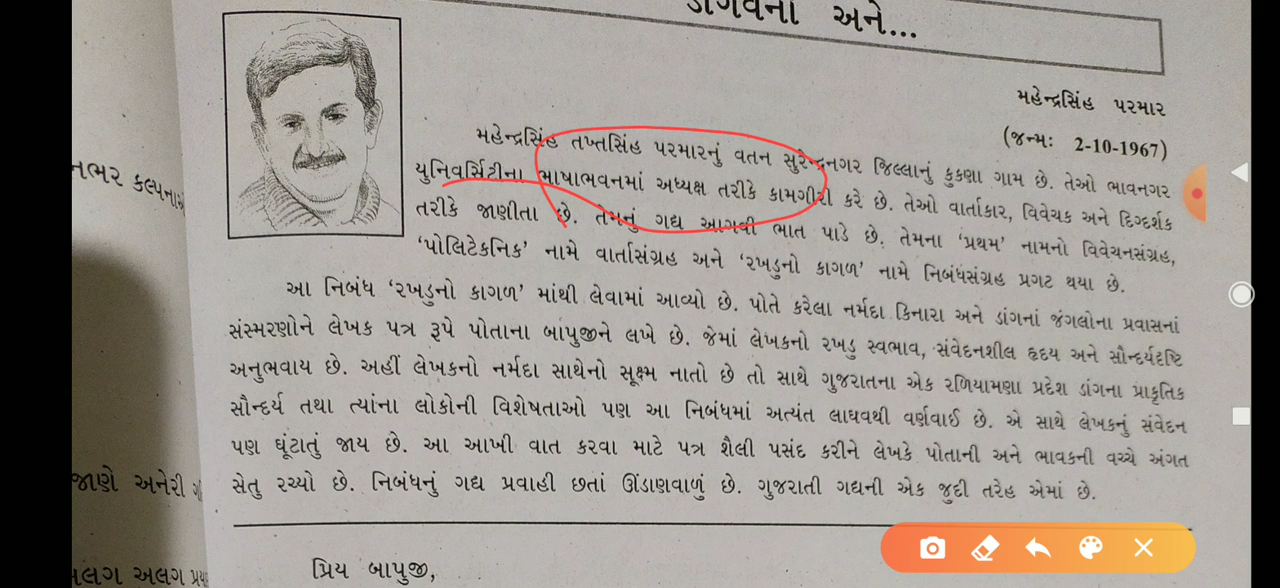 ડાંગવનો અને...
મહેન્દ્રસિંહ પરમાર
(જન્મ: 2-10-1967)
મહેન્દ્રસિંહ તખ્તસિંહ પરમારનું વતન સુરેન્દ્રનગર જિલ્લાનું કુકણા ગામ છે. તેઓ ભાવનગર
યુનિવર્સિટીના ભાષાભવનમાં અધ્યક્ષ તરીકે કામગીરી કરે છે. તેઓ વાર્તાકાર, વિવેચક અને દિગ્દર્શક
તરીકે જાણીતા છે. તેમનું ગદ્ય આગવી ભાત પાડે છે. તેમના ‘પ્રથમ’ નામનો વિવેચનસંગ્રહ,
‘પોલિટેકનિક’ નામે વાર્તાસંગ્રહ અને ‘રખડુનો કાગળ’ નામે નિબંધસંગ્રહ પ્રગટ થયા છે.
આ નિબંધ ‘રખડુનો કાગળ’ માંથી લેવામાં આવ્યો છે. પોતે કરેલા નર્મદા કિનારા અને ડાંગનાં જંગલોના પ્રવાસનાં
સંસ્મરણોને લેખક પત્ર રૂપે પોતાના બાપુજીને લખે છે. જેમાં લેખકનો રખડુ સ્વભાવ, સંવેદનશીલ હૃદય અને સૌન્દર્યદૃષ્ટિ
અનુભવાય છે. અહીં લેખકનો નર્મદા સાથેનો સૂક્ષ્મ નાતો છે તો સાથે ગુજરાતના એક રળિયામણા પ્રદેશ ડાંગના પ્રાકૃતિક
સૌન્દર્ય તથા ત્યાંના લોકોની વિશેષતાઓ પણ આ નિબંધમાં અત્યંત લાઘવથી વર્ણવાઈ છે. એ સાથે લેખકનું સંવેદન
પણ ઘૂંટાતું જાય છે. આ આખી વાત કરવા માટે પત્ર શૈલી પસંદ કરીને લેખકે પોતાની અને ભાવકની વચ્ચે અંગત
સેતુ રચ્યો છે. નિબંધનું ગદ્ય પ્રવાહી છતાં ઊંડાણવાળું છે. ગુજરાતી ગદ્યની એક જુદી તરેહ એમાં છે.
પ્રિય બાપુજી,
જાણે અનેરી
અલગ અલગ